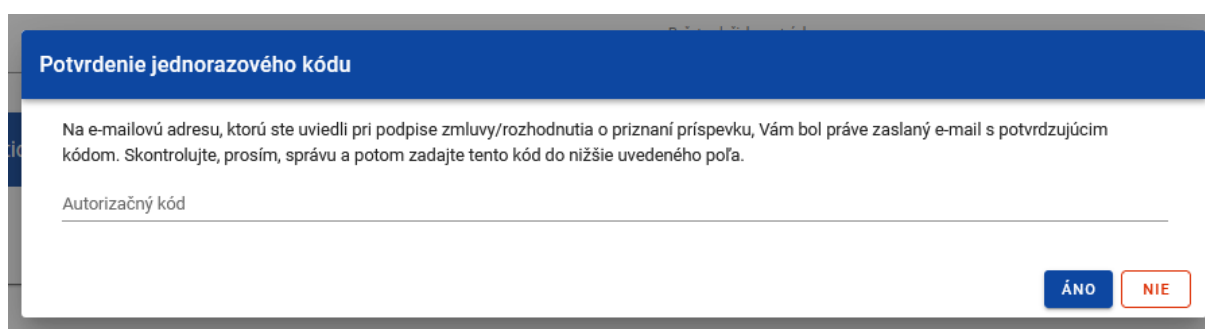 Potvrdenie jednorazového kódu
Na e-mailovú adresu, ktorú ste uviedli pri podpise zmluvy/rozhodnutia o priznaní príspevku, Vám bol práve zaslaný e-mail s potvrdzujúcim
kódom. Skontrolujte, prosím, správu a potom zadajte tento kód do nižšie uvedeného poľa.
Autorizačný kód
ÁNO
NIE